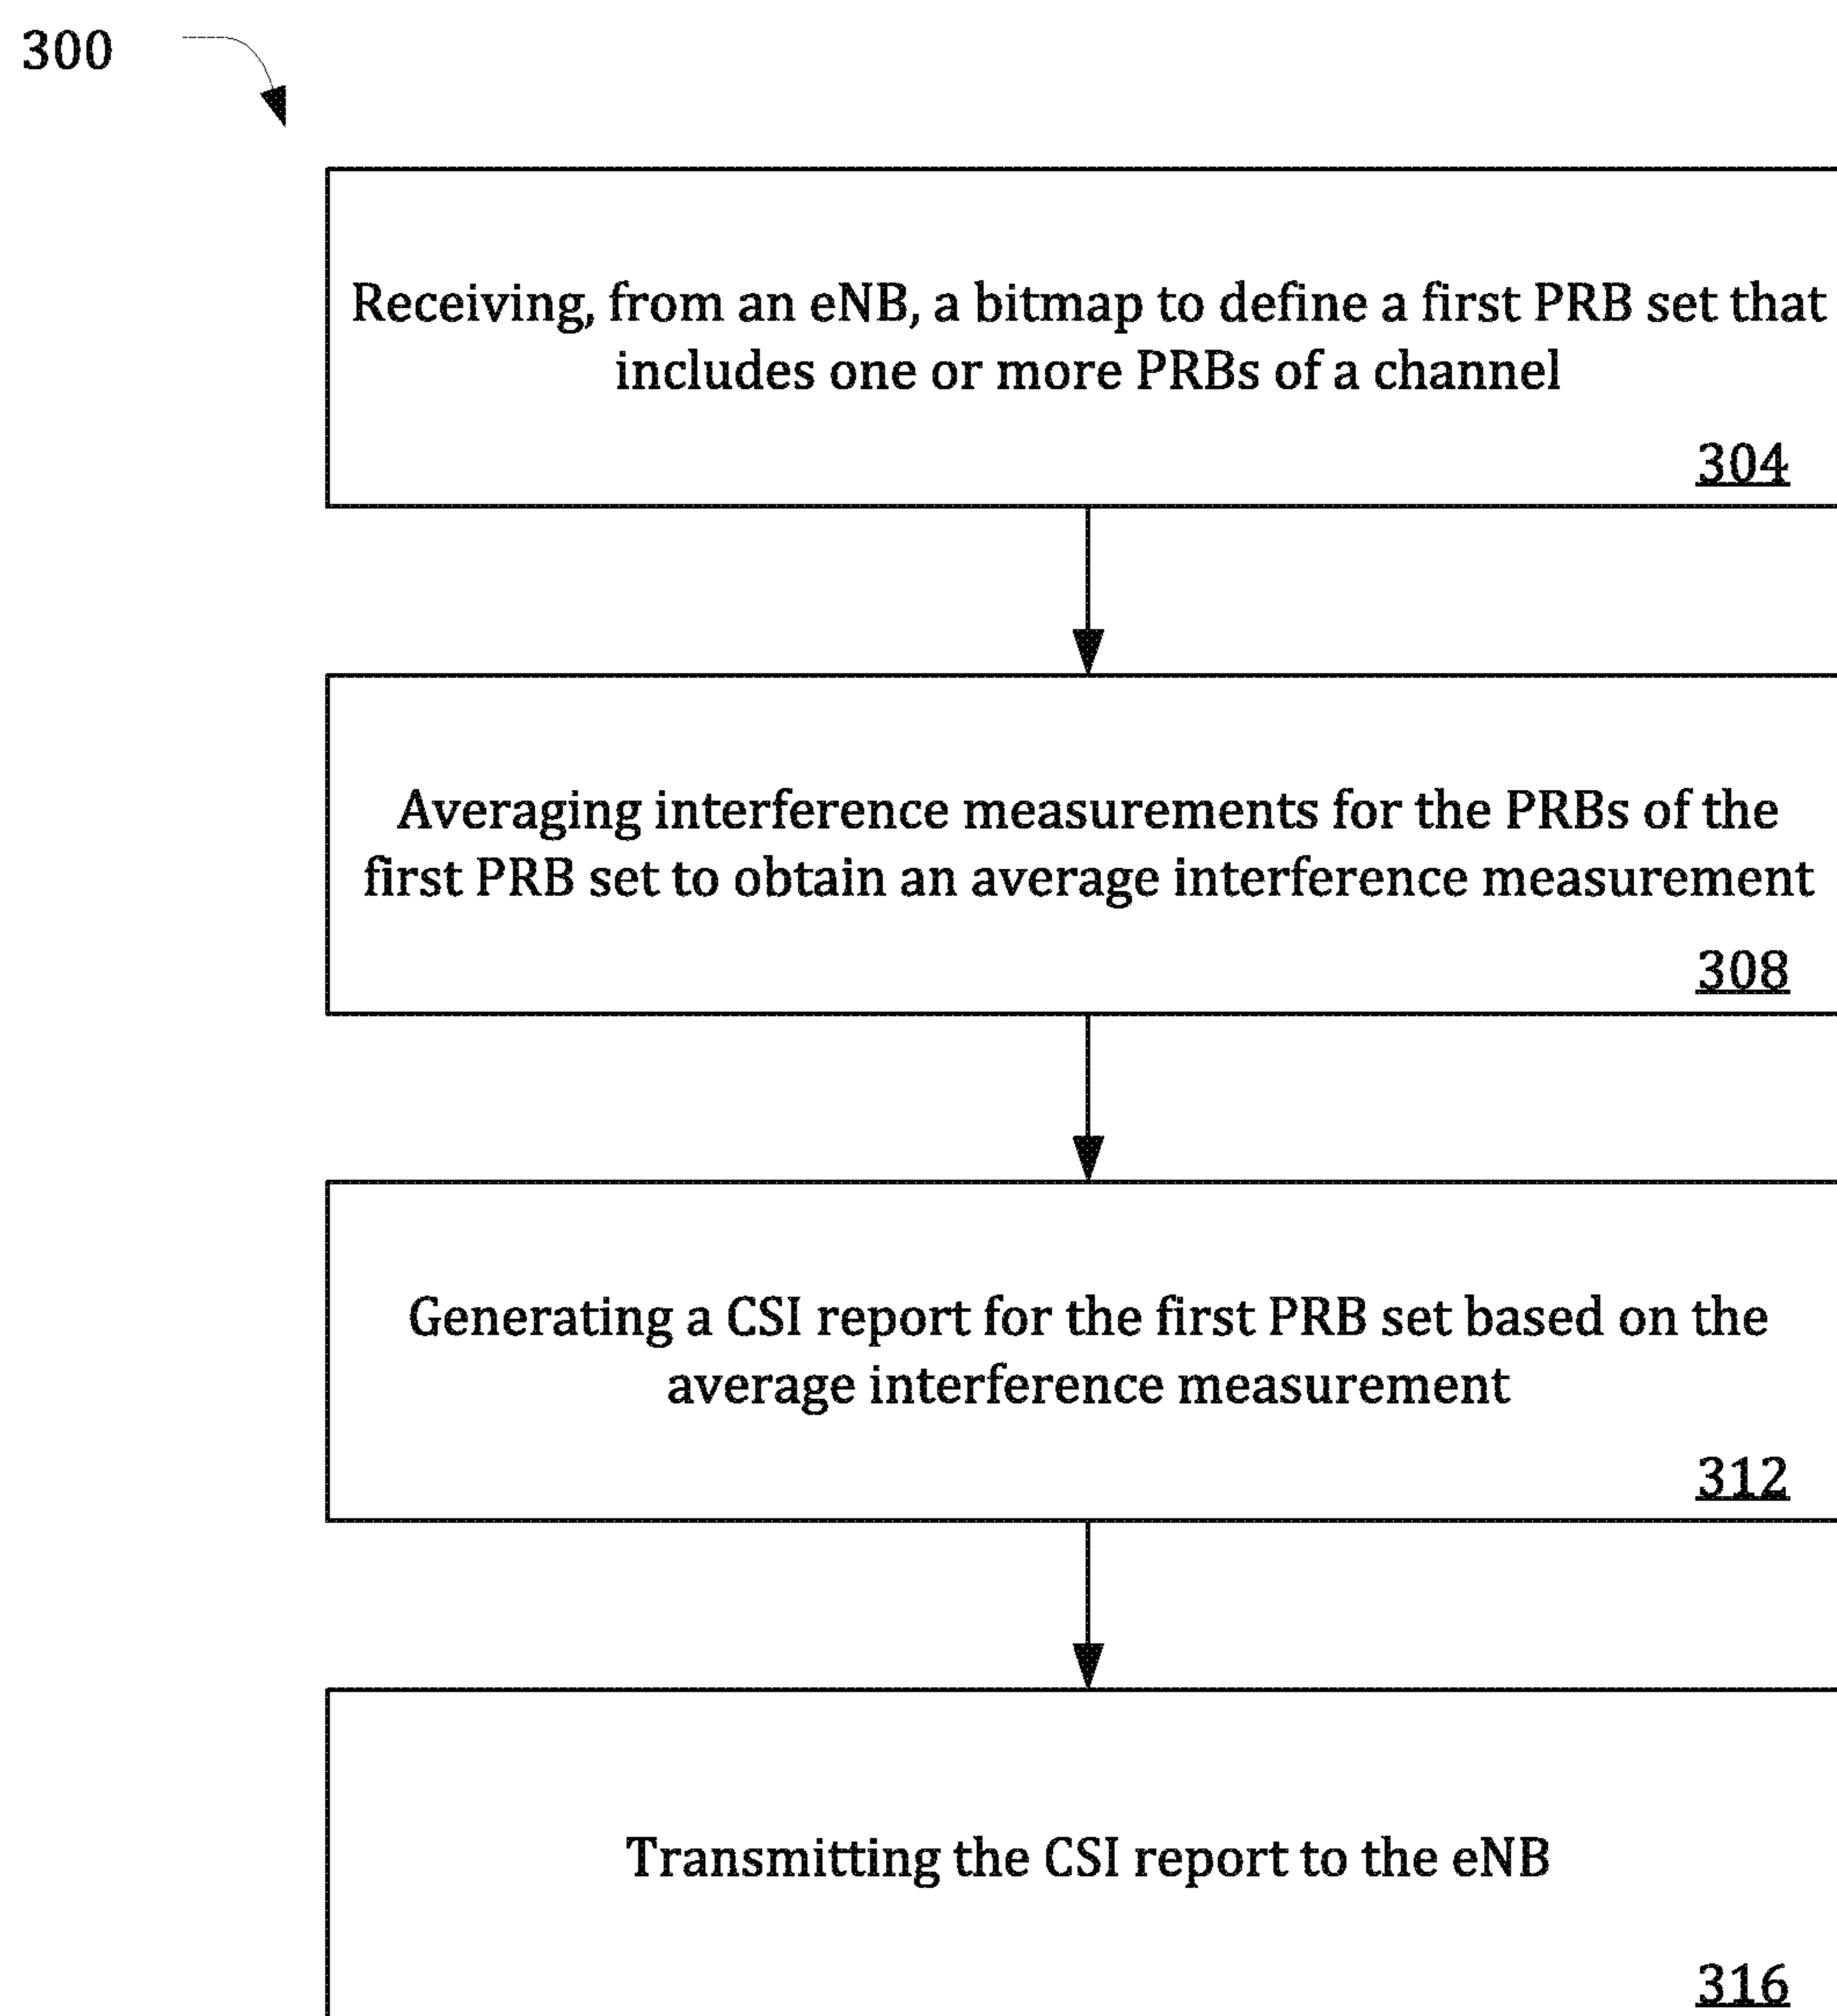 300
Receiving, from an eNB, a bitmap to define a first PRB set that
includes one or more PRBs of a channel
304
Averaging interference measurements for the PRBs of the
first PRB set to obtain an average interference measurement
308
Generating a CSI report for the first PRB set based on the
average interference measurement
312
Transmitting the CSI report to the eNB
316